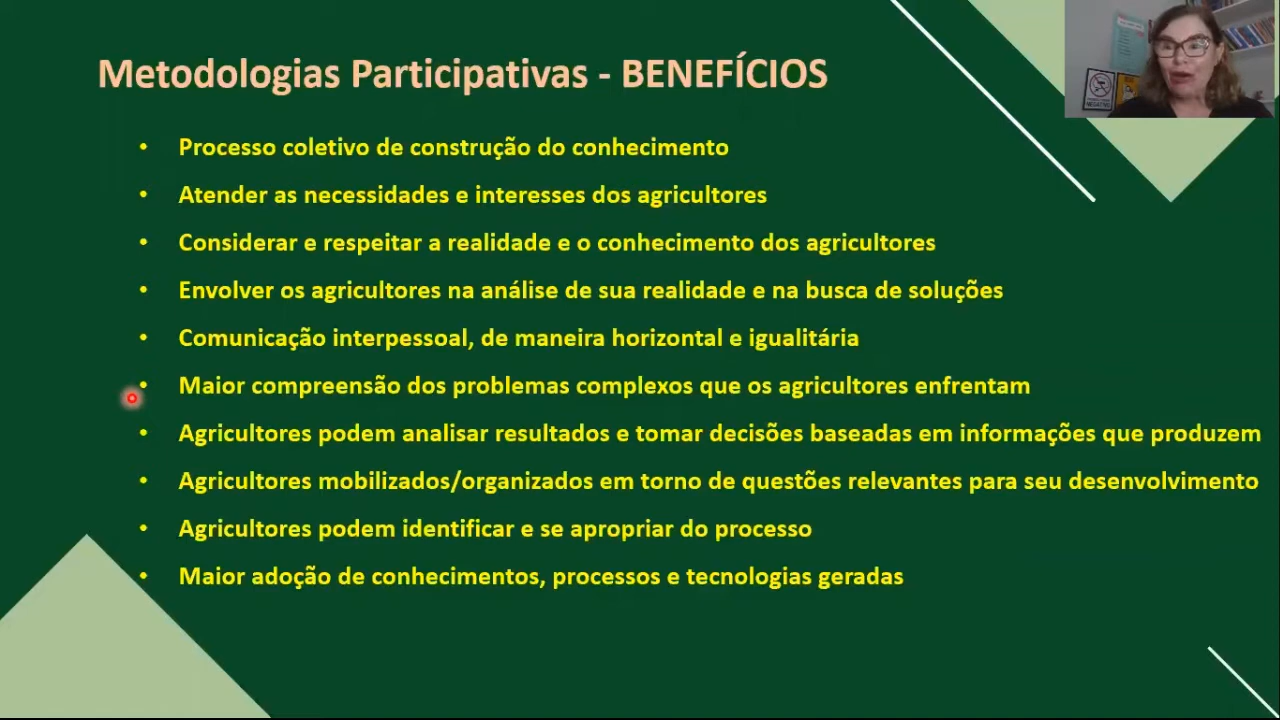 Metodologias Participativas - BENEFÍCIOS
• Processo coletivo de construção do conhecimento
• Atender as necessidades e interesses dos agricultores
• Considerar e respeitar a realidade e o conhecimento dos agricultores
• Envolver os agricultores na análise de sua realidade e na busca de soluções
• Comunicação interpessoal, de maneira horizontal e igualitária
• Maior compreensão dos problemas complexos que os agricultores enfrentam
• Agricultores podem analisar resultados e tomar decisões baseadas em informações que produzem
• Agricultores mobilizados/organizados em torno de questões relevantes para seu desenvolvimento
• Agricultores podem identificar e se apropriar do processo
• Maior adoção de conhecimentos, processos e tecnologias geradas